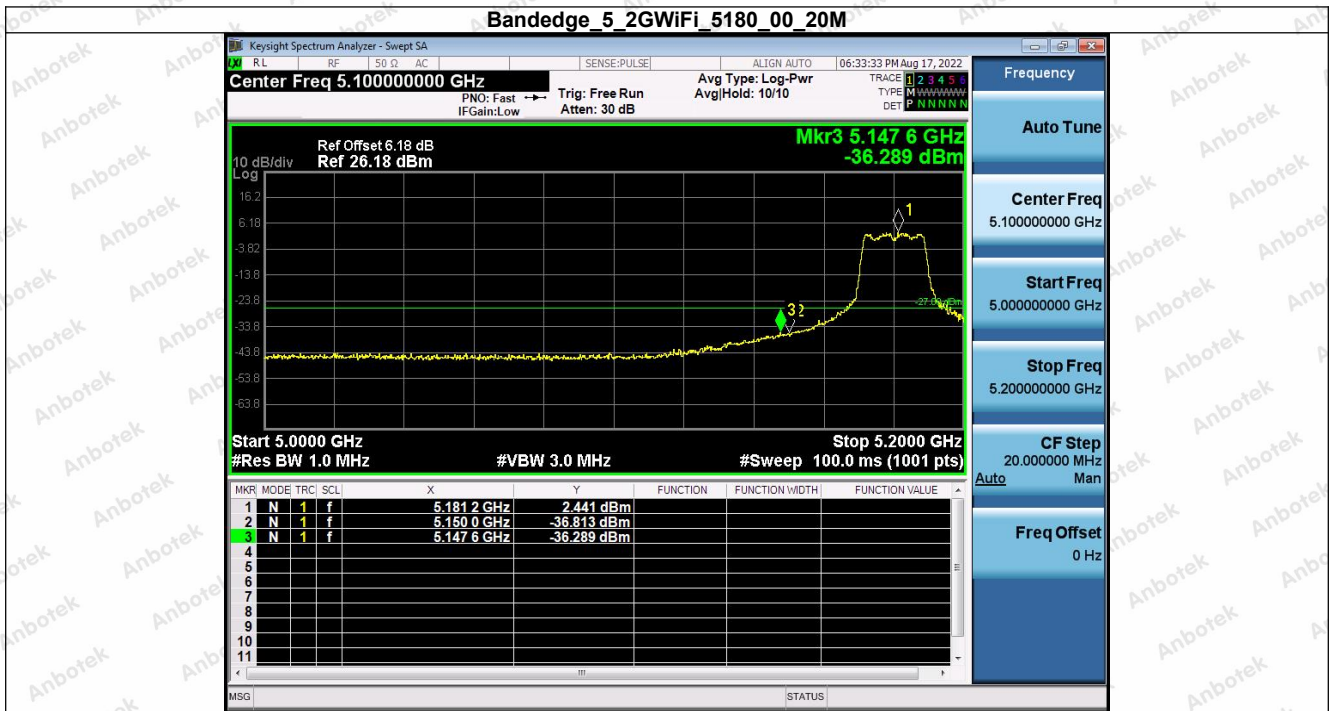 Bandedge_5_2GWiFi_5180_00_20M
Keysight Spectrum Analyzer - Swept SA
LXI RL RF 50 Ω AC SENSE:PULSE ALIGN AUTO 06:33:33 PM Aug 17, 2022
Center Freq 5.100000000 GHz
PNO: Fast
IFGain:Low
Trig: Free Run
Atten: 30 dB
Avg Type: Log-Pwr
Avg|Hold: 10/10
TRACE 1 2 3 4 5 6
TYPE M WWWWW
DET P N N N N N
Mkr3 5.147 6 GHz
-36.289 dBm
Ref Offset 6.18 dB
10 dB/div Ref 26.18 dBm
Log
16.2
6.18
-3.82
-13.8
-23.8
-33.8
-43.8
-53.8
-63.8
1
3 2
Start 5.0000 GHz Stop 5.2000 GHz
#Res BW 1.0 MHz #VBW 3.0 MHz #Sweep 100.0 ms (1001 pts)
MKR MODE TRC SCL X Y FUNCTION FUNCTION WIDTH FUNCTION VALUE
1 N 1 f 5.181 2 GHz 2.441 dBm
2 N 1 f 5.150 0 GHz -36.813 dBm
3 N 1 f 5.147 6 GHz -36.289 dBm
4
5
6
7
8
9
10
11
MSG STATUS
Frequency
Auto Tune
Center Freq
5.100000000 GHz
Start Freq
5.000000000 GHz
Stop Freq
5.200000000 GHz
CF Step
20.000000 MHz
Auto Man
Freq Offset
0 Hz
Anbotek